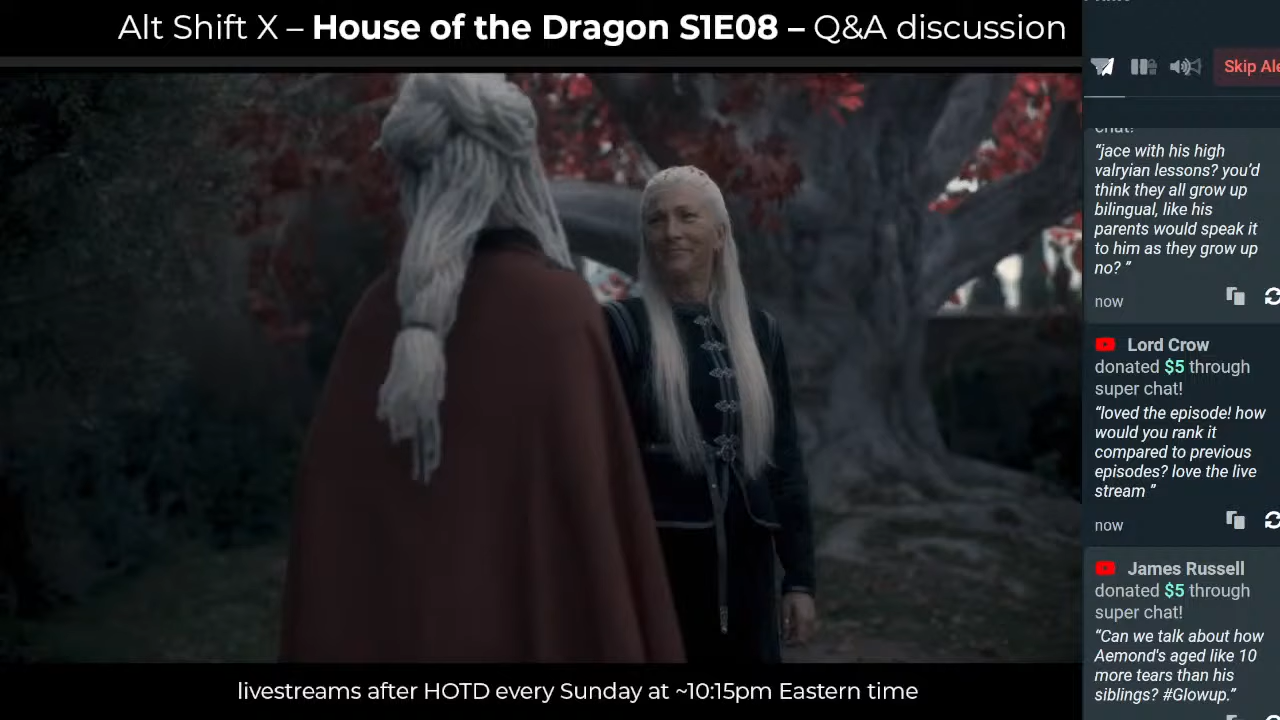 Alt Shift X – House of the Dragon S1E08 – Q&A discussion
Skip Ale
chat!
“jace with his high
valryian lessons? you’d
think they all grow up
bilingual, like his
parents would speak it
to him as they grow up
no? ”
now
Lord Crow
donated $5 through
super chat!
“loved the episode! how
would you rank it
compared to previous
episodes? love the live
stream ”
now
James Russell
donated $5 through
super chat!
“Can we talk about how
Aemond's aged like 10
more tears than his
siblings? #Glowup.”
livestreams after HOTD every Sunday at ~10:15pm Eastern time